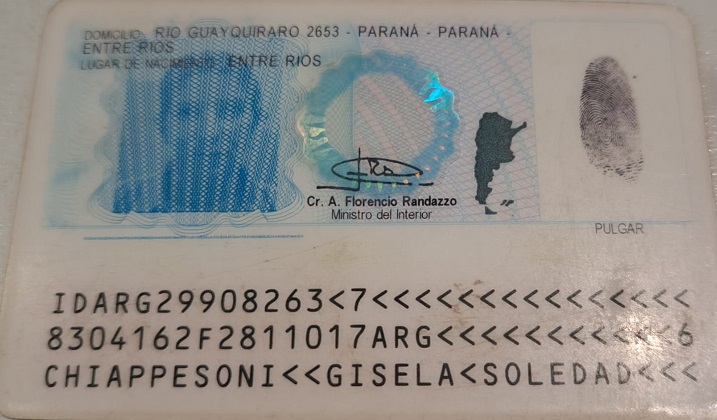 DOMICILIO: RIO GUAYQUIRARO 2653 - PARANÁ - PARANÁ -
ENTRE RIOS
LUGAR DE NACIMIENTO: ENTRE RIOS
Cr. A. Florencio Randazzo
Ministro del Interior
PULGAR
IDARG29908263<7<<<<<<<<<<<<<<<
8304162F2811017ARG<<<<<<<<<<<6
CHIAPPESONI<<GISELA<SOLEDAD<<<